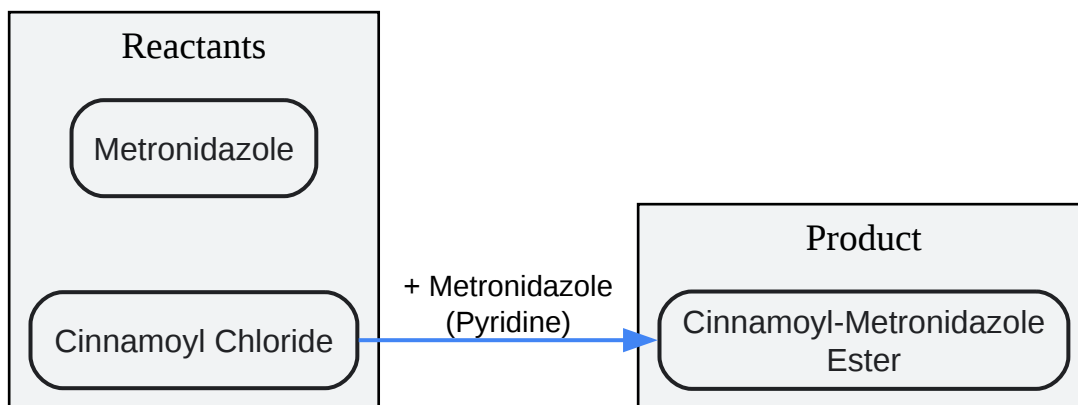 Reactants
Metronidazole
Cinnamoyl Chloride
+ Metronidazole
(Pyridine)
Product
Cinnamoyl-Metronidazole
Ester